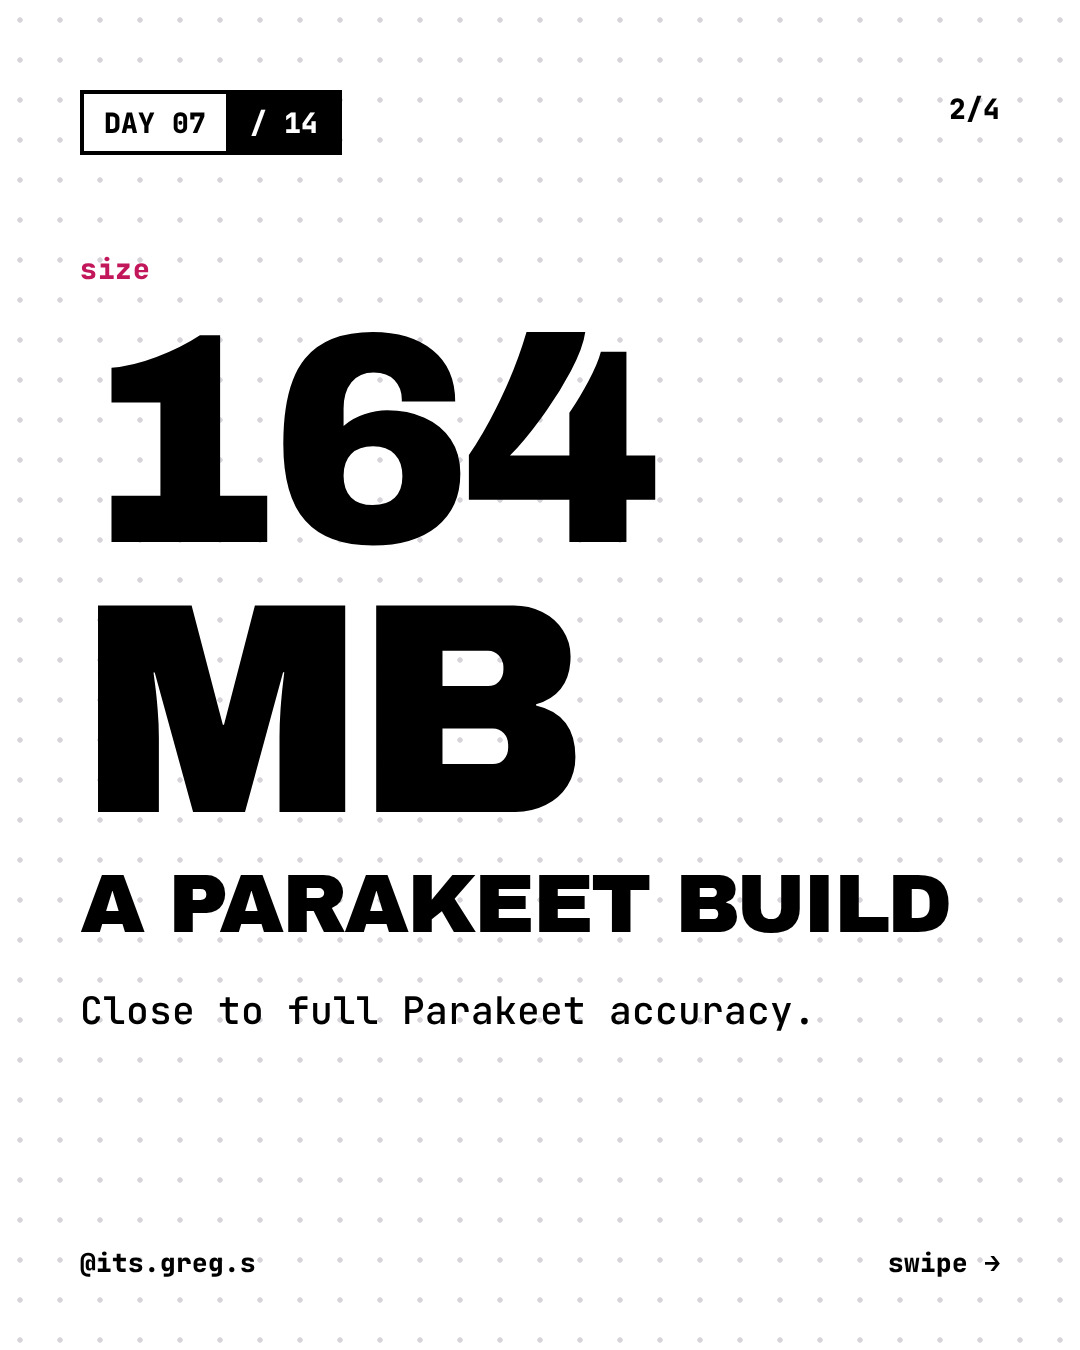 DAY 07 / 14
2/4
size
164
MB
A PARAKEET BUILD
Close to full Parakeet accuracy.
@its.greg.s
swipe →